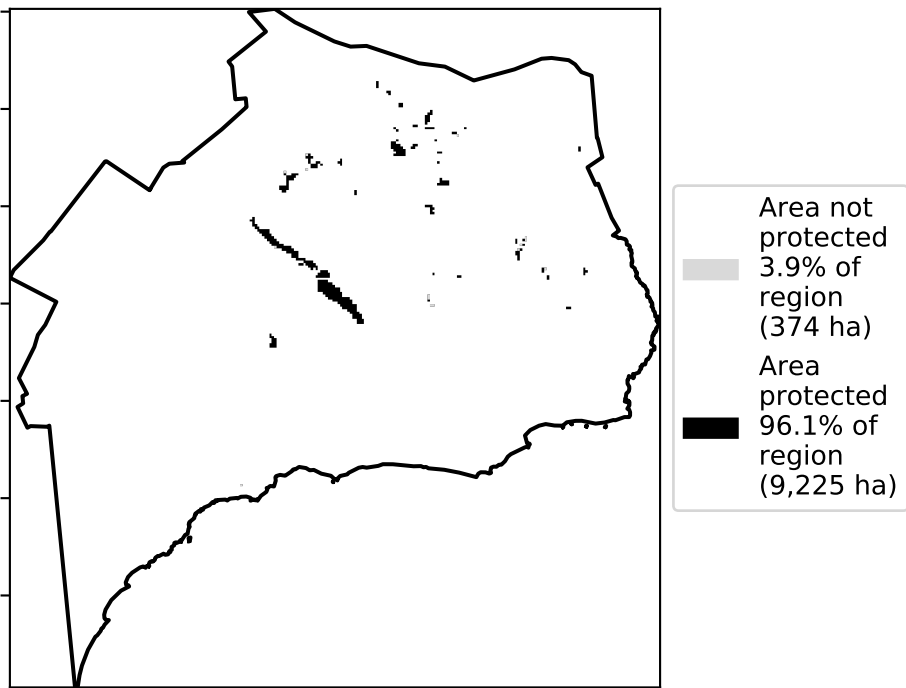 Area not
protected
3.9% of
region
(374 ha)
Area
protected
96.1% of
region
(9,225 ha)